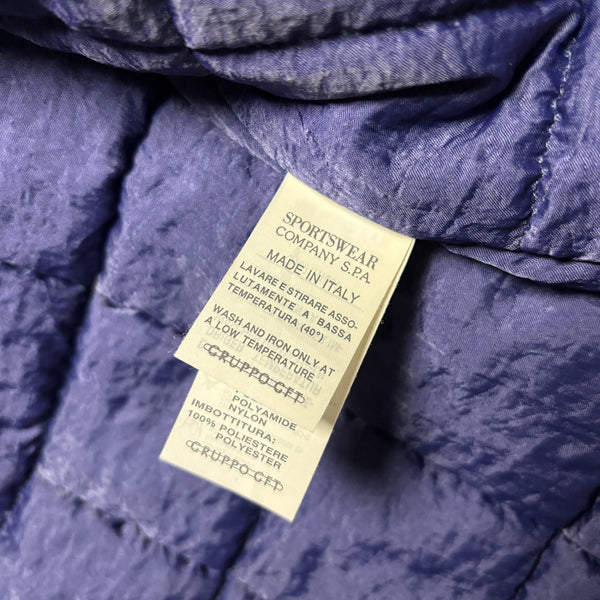 SPORTSWEAR
COMPANY S.P.A.
MADE IN ITALY
LAVARE E STIRARE ASSO-
LUTAMENTE A BASSA
TEMPERATURA (40°)
WASH AND IRON ONLY AT
A LOW TEMPERATURE
GRUPPO GFT
POLYAMIDE
NYLON
IMBOTTITURA:
100% POLIESTERE
POLYESTER
GRUPPO GFT